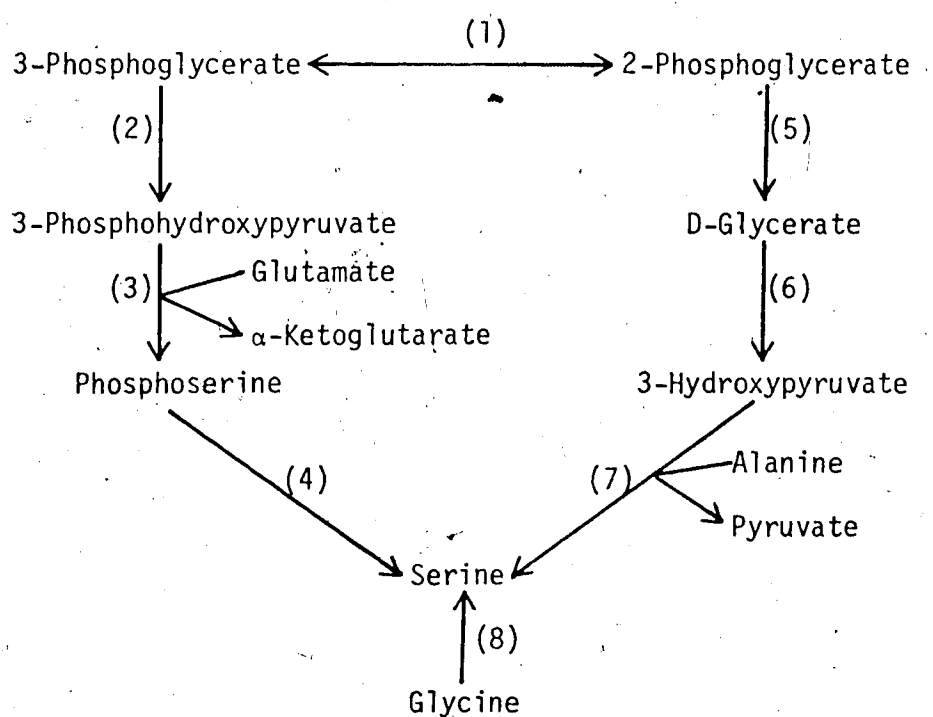 (1)
3-Phosphoglycerate 2-Phosphoglycerate
(2) (5)
3-Phosphohydroxypyruvate D-Glycerate
(3) Glutamate (6)
α-Ketoglutarate
Phosphoserine 3-Hydroxypyruvate
(4) (7) Alanine
Pyruvate
Serine
(8)
Glycine